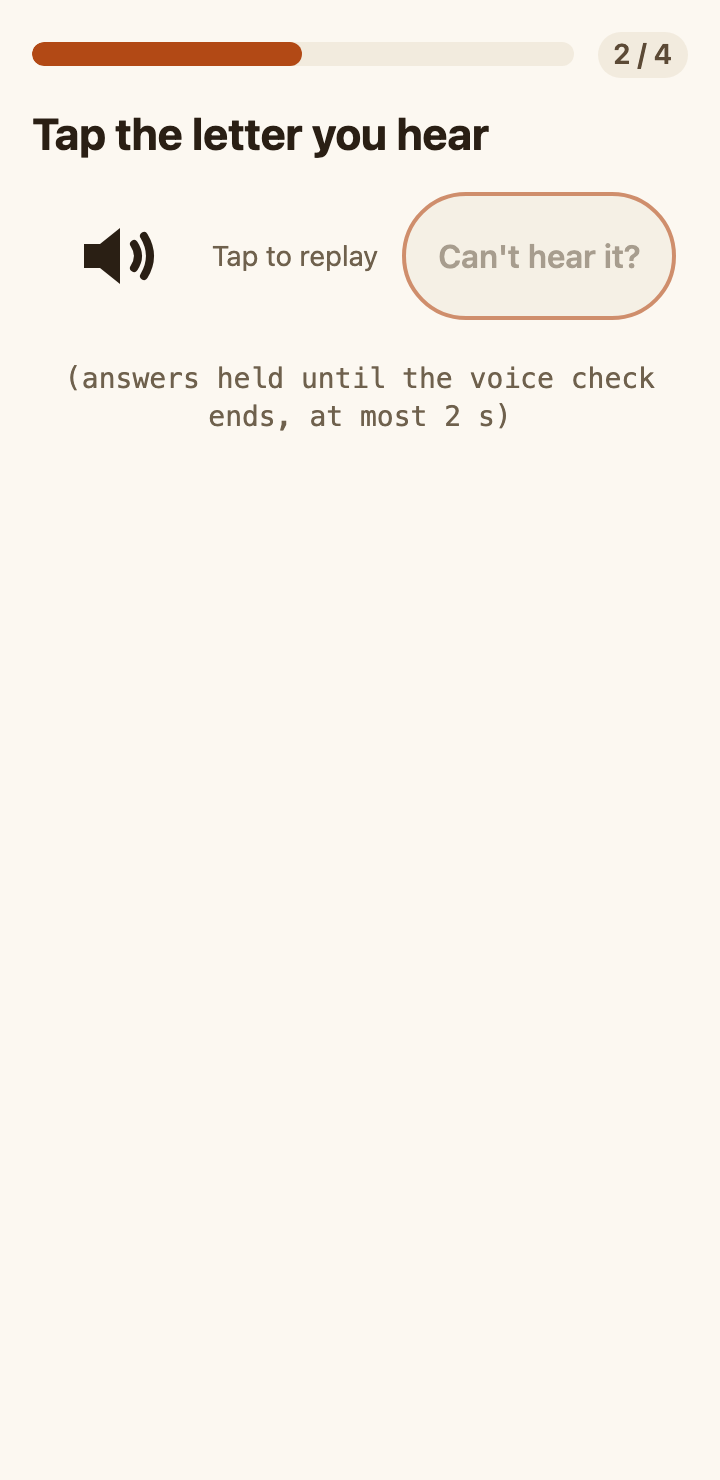 2 / 4
Tap the letter you hear
Tap to replay
Can't hear it?
(answers held until the voice check
ends, at most 2 s)